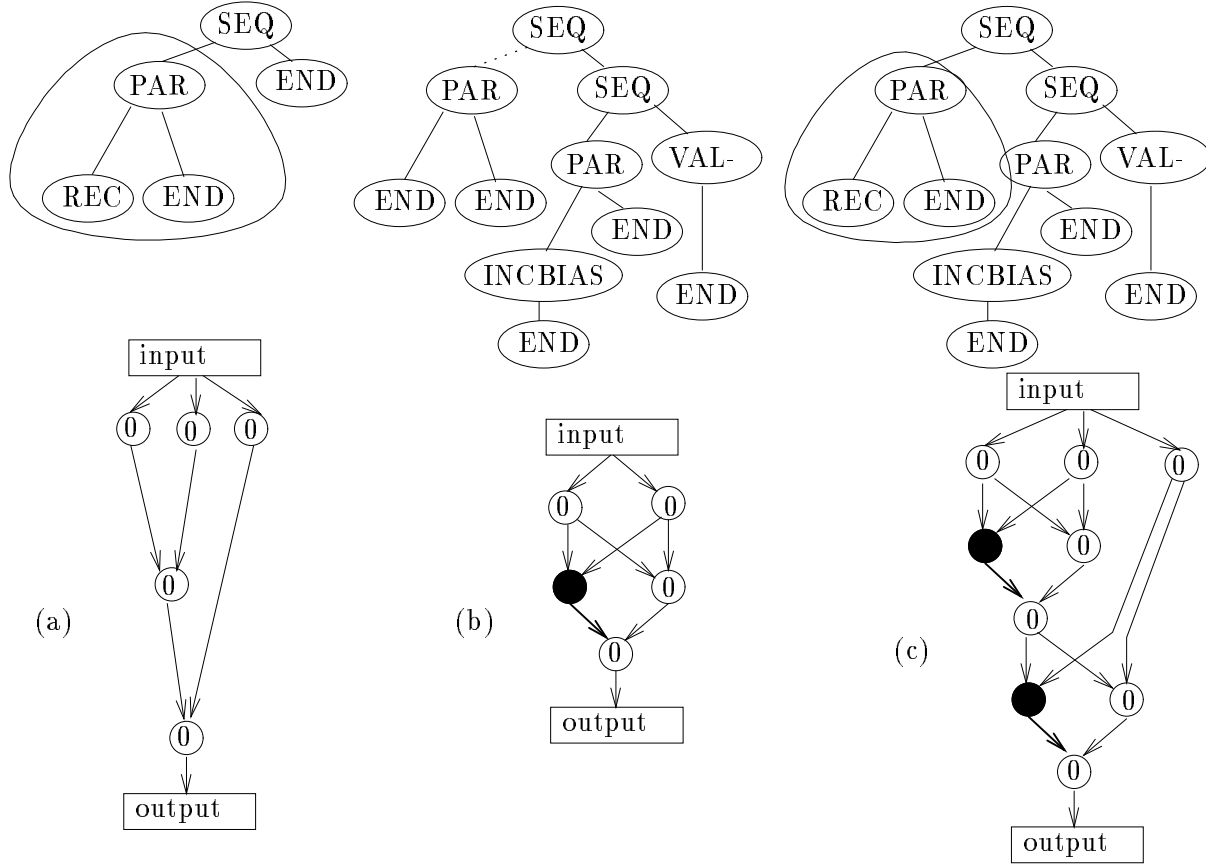 SEQ
PAR END
REC END
input
0 0 0
0
0
output
(a)
SEQ
PAR SEQ
END END PAR VAL-
END
INCBIAS END
END
input
0 0
0
0
output
(b)
SEQ
PAR SEQ
REC END PAR VAL-
END
INCBIAS END
END
input
0 0 0
0
0
0
0
output
(c)